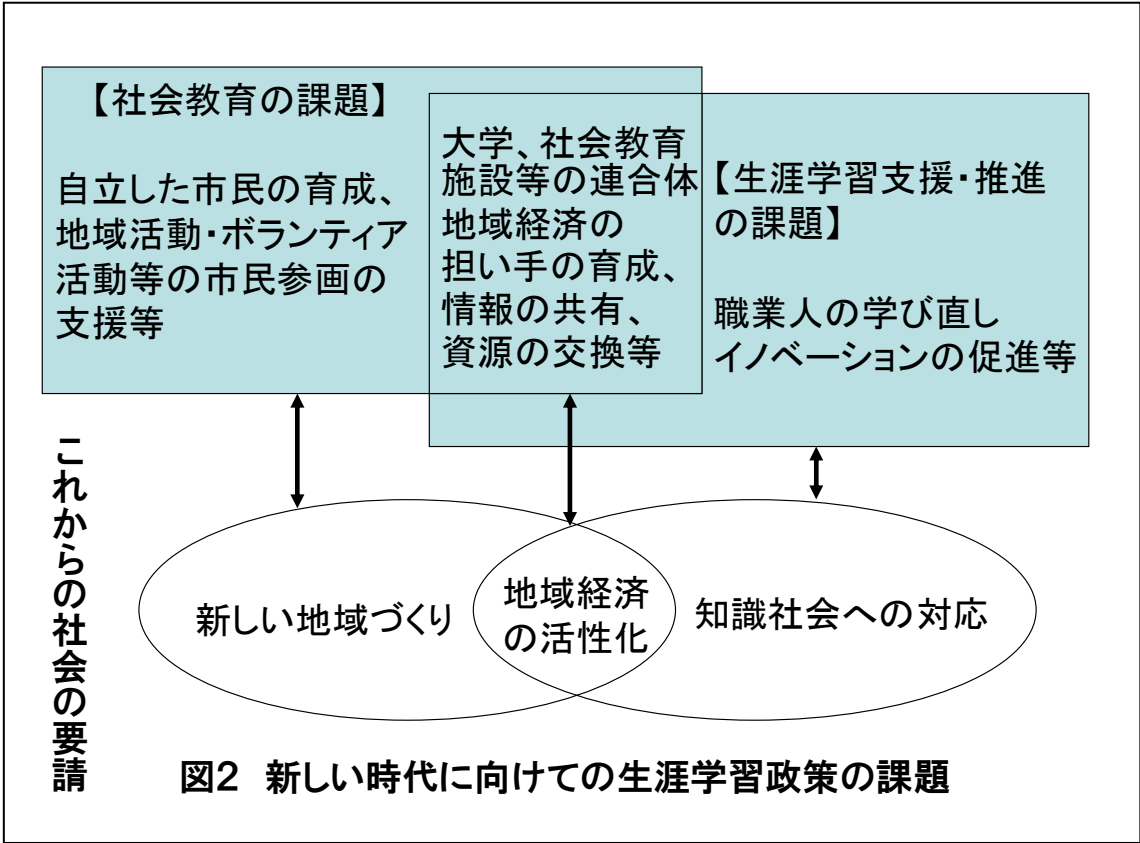 【社会教育の課題】
自立した市民の育成、
地域活動・ボランティア
活動等の市民参画の
支援等
大学、社会教育
施設等の連合体
地域経済の
担い手の育成、
情報の共有、
資源の交換等
【生涯学習支援・推進
の課題】
職業人の学び直し
イノベーションの促進等
これからの社会の要請
新しい地域づくり
地域経済
の活性化
知識社会への対応
図2 新しい時代に向けての生涯学習政策の課題